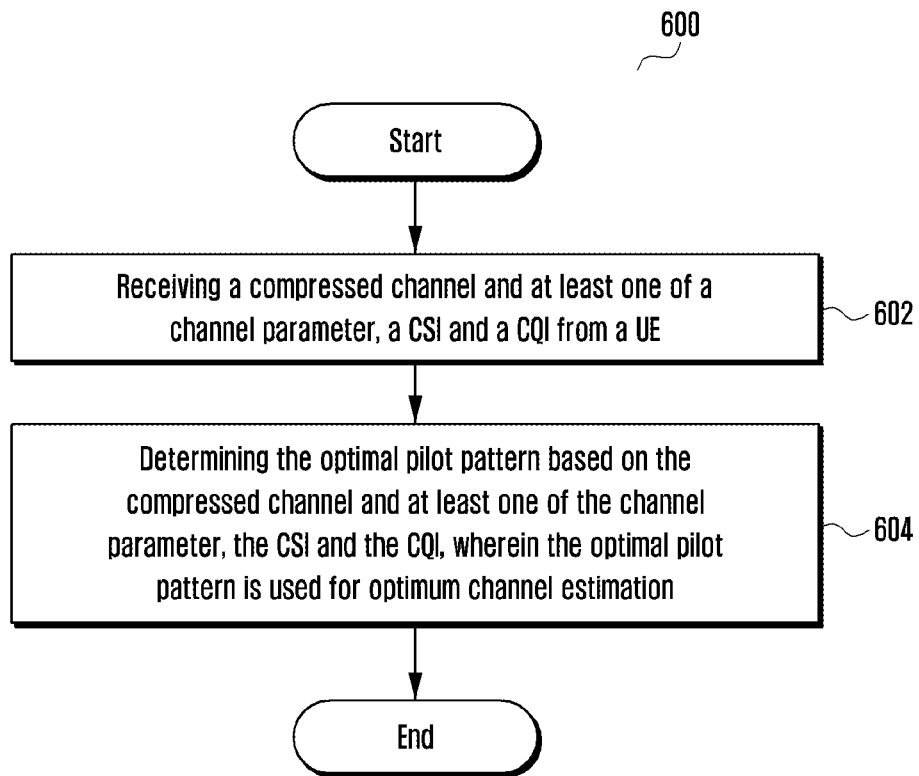 600
Start
Receiving a compressed channel and at least one of a
channel parameter, a CSI and a CQI from a UE
602
Determining the optimal pilot pattern based on the
compressed channel and at least one of the channel
parameter, the CSI and the CQI, wherein the optimal pilot
pattern is used for optimum channel estimation
604
End